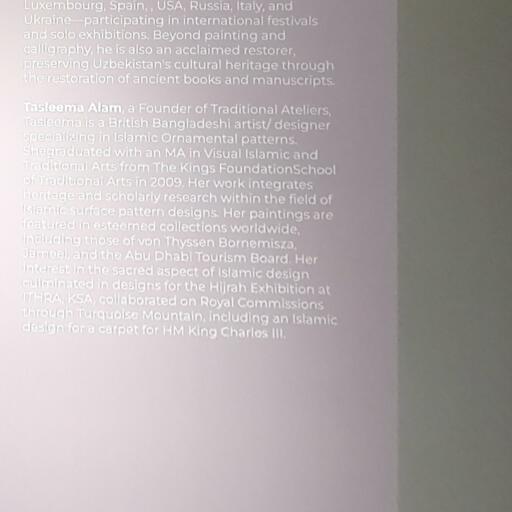 Luxembourg, Spain, , USA, Russia, Italy, and
Ukraine—participating in international festivals
and solo exhibitions. Beyond painting and
calligraphy, he is also an acclaimed restorer,
preserving Uzbekistan's cultural heritage through
the restoration of ancient books and manuscripts.
Tasleema Alam, a Founder of Traditional Ateliers,
Tasleema is a British Bangladeshi artist/ designer
specializing in Islamic Ornamental patterns.
Shegraduated with an MA in Visual Islamic and
Traditional Arts from The Kings FoundationSchool
of Traditional Arts in 2009. Her work integrates
heritage and scholarly research within the field of
Islamic surface pattern designs. Her paintings are
featured in esteemed collections worldwide,
including those of von Thyssen Bornemisza,
Jameel, and the Abu Dhabi Tourism Board. Her
interest in the sacred aspect of Islamic design
culminated in designs for the Hijrah Exhibition at
ITHRA, KSA, collaborated on Royal Commissions
through Turquoise Mountain, including an Islamic
design for a carpet for HM King Charles III.